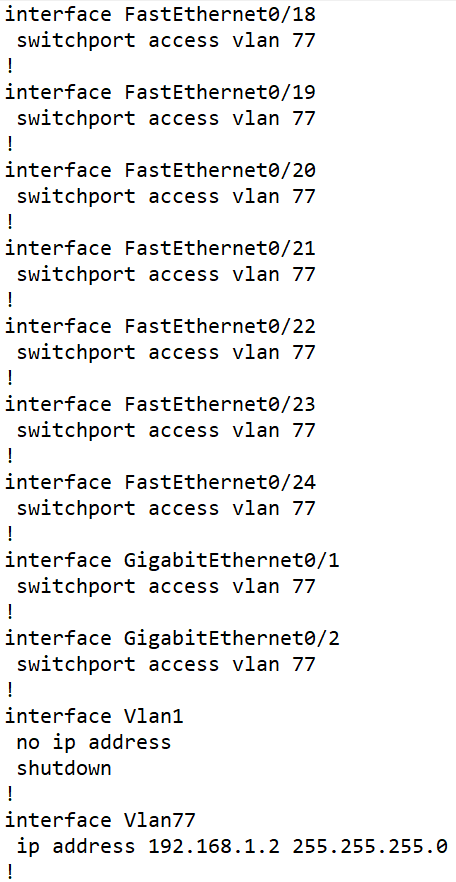 interface FastEthernet0/18
 switchport access vlan 77
!
interface FastEthernet0/19
 switchport access vlan 77
!
interface FastEthernet0/20
 switchport access vlan 77
!
interface FastEthernet0/21
 switchport access vlan 77
!
interface FastEthernet0/22
 switchport access vlan 77
!
interface FastEthernet0/23
 switchport access vlan 77
!
interface FastEthernet0/24
 switchport access vlan 77
!
interface GigabitEthernet0/1
 switchport access vlan 77
!
interface GigabitEthernet0/2
 switchport access vlan 77
!
interface Vlan1
 no ip address
 shutdown
!
interface Vlan77
 ip address 192.168.1.2 255.255.255.0
!